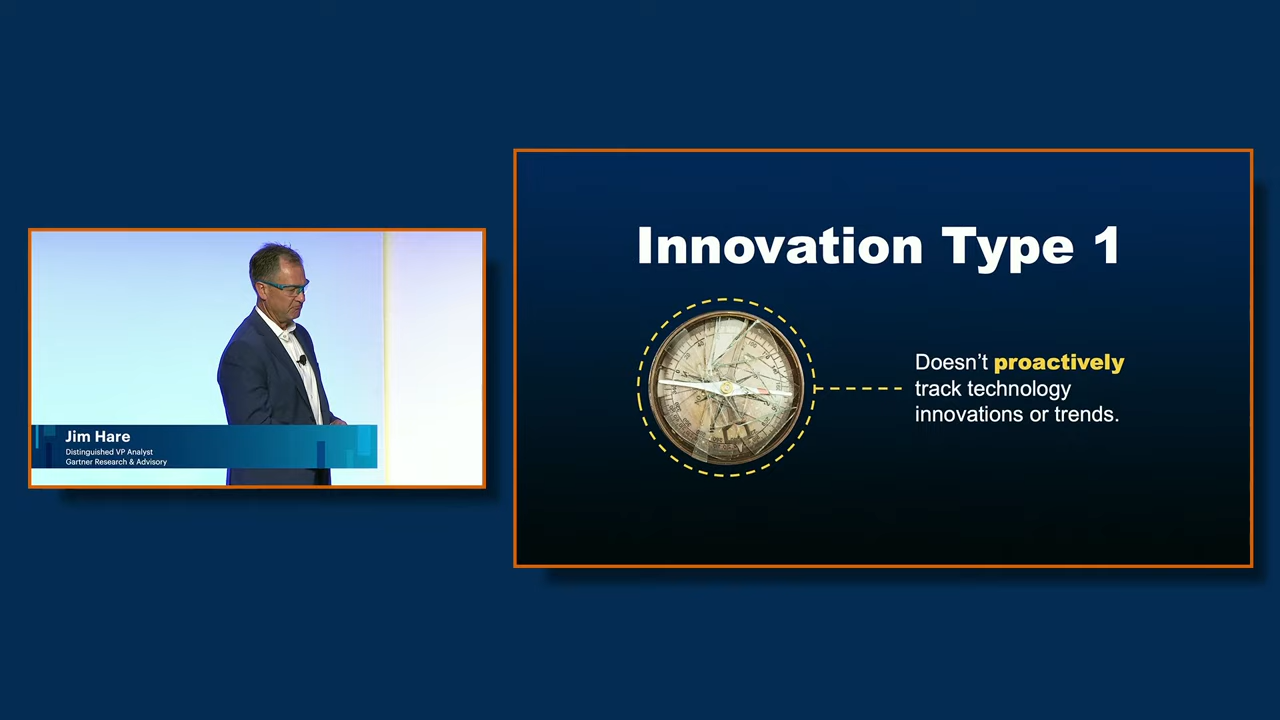 Innovation Type 1
Doesn't proactively
track technology
innovations or trends.
Jim Hare
Distinguished VP Analyst
Gartner Research & Advisory